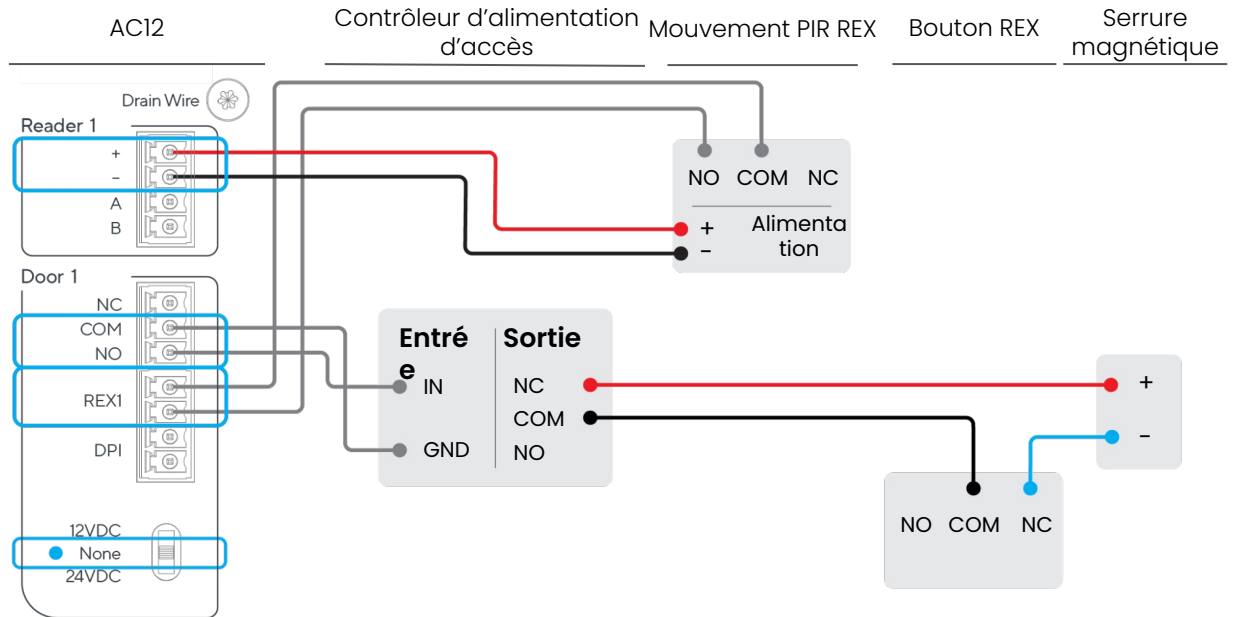 AC12
Contrôleur d’alimentation
d’accès
Mouvement PIR REX
Bouton REX
Serrure
magnétique
Drain Wire
Reader 1
+
-
A
B
NO COM NC
+ Alimenta
- tion
Door 1
NC
COM
NO
REX1
DPI
Entré
e
Sortie
IN
GND
NC
COM
NO
+
-
NO COM NC
12VDC
None
24VDC